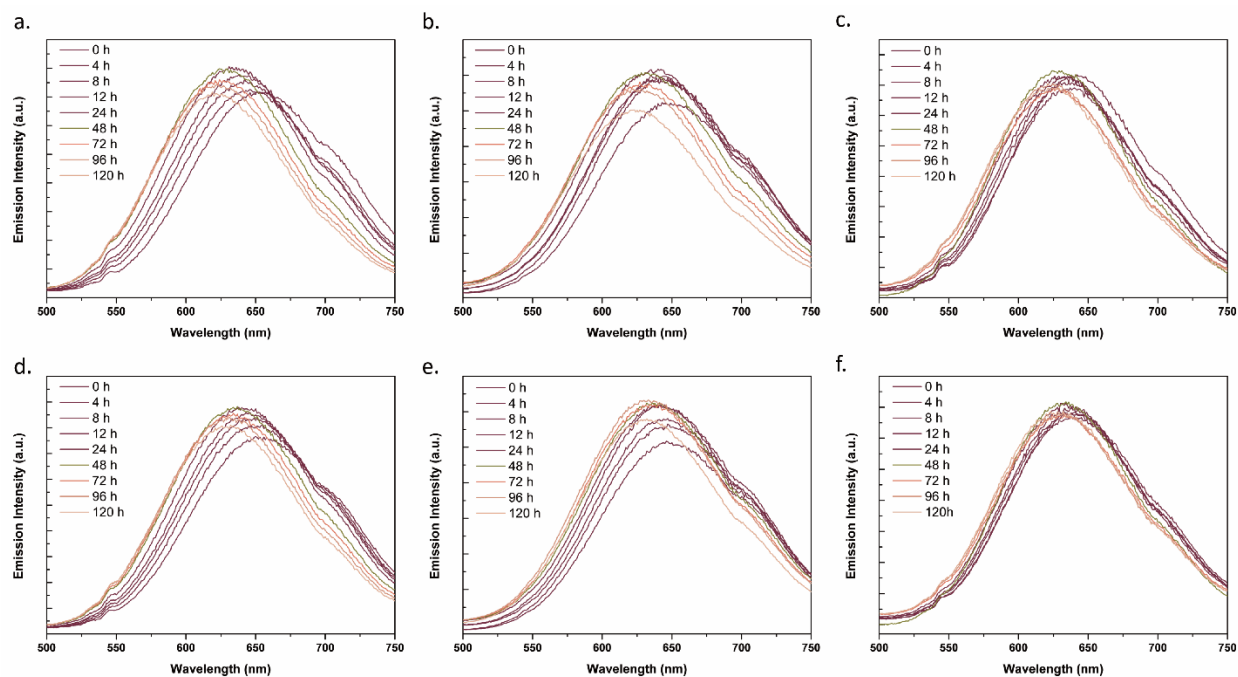 a.
0 h
4 h
8 h
12 h
24 h
48 h
72 h
96 h
120 h
Emission Intensity (a.u.)
500 550 600 650 700 750
Wavelength (nm)
b.
0 h
4 h
8 h
12 h
24 h
48 h
72 h
96 h
120 h
Emission Intensity (a.u.)
500 550 600 650 700 750
Wavelength (nm)
c.
0 h
4 h
8 h
12 h
24 h
48 h
72 h
96 h
120 h
Emission Intensity (a.u.)
500 550 600 650 700 750
Wavelength (nm)
d.
0 h
4 h
8 h
12 h
24 h
48 h
72 h
96 h
120 h
Emission Intensity (a.u.)
500 550 600 650 700 750
Wavelength (nm)
e.
0 h
4 h
8 h
12 h
24 h
48 h
72 h
96 h
120 h
Emission Intensity (a.u.)
500 550 600 650 700 750
Wavelength (nm)
f.
0 h
4 h
8 h
12 h
24 h
48 h
72 h
96 h
120h
Emission Intensity (a.u.)
500 550 600 650 700 750
Wavelength (nm)